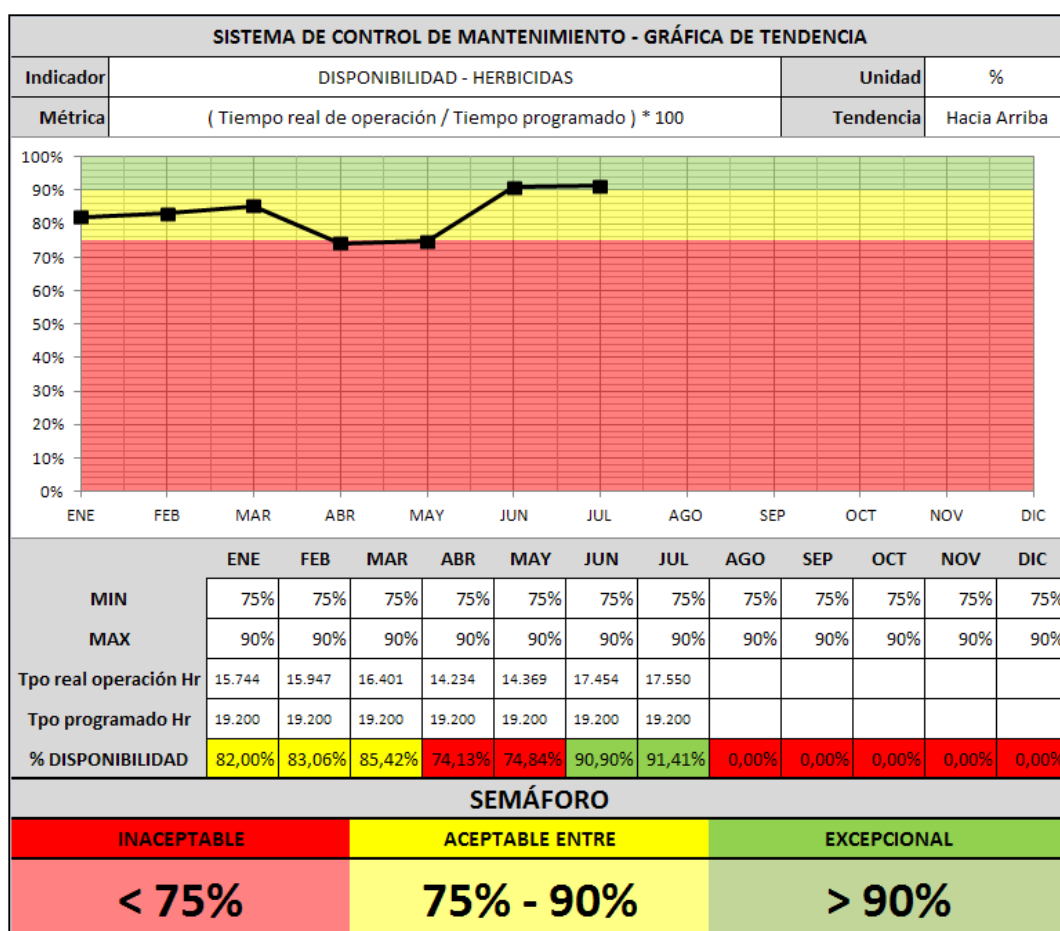 SISTEMA DE CONTROL DE MANTENIMIENTO - GRÁFICA DE TENDENCIA
Indicador DISPONIBILIDAD - HERBICIDAS Unidad %
Métrica ( Tiempo real de operación / Tiempo programado ) * 100 Tendencia Hacia Arriba
100%
90%
80%
70%
60%
50%
40%
30%
20%
10%
0%
ENE FEB MAR ABR MAY JUN JUL AGO SEP OCT NOV DIC
ENE FEB MAR ABR MAY JUN JUL AGO SEP OCT NOV DIC
MIN 75% 75% 75% 75% 75% 75% 75% 75% 75% 75% 75% 75%
MAX 90% 90% 90% 90% 90% 90% 90% 90% 90% 90% 90% 90%
Tpo real operación Hr 15.744 15.947 16.401 14.234 14.369 17.454 17.550
Tpo programado Hr 19.200 19.200 19.200 19.200 19.200 19.200 19.200
% DISPONIBILIDAD 82,00% 83,06% 85,42% 74,13% 74,84% 90,90% 91,41% 0,00% 0,00% 0,00% 0,00% 0,00%
SEMÁFORO
INACEPTABLE ACEPTABLE ENTRE EXCEPCIONAL
< 75% 75% - 90% > 90%